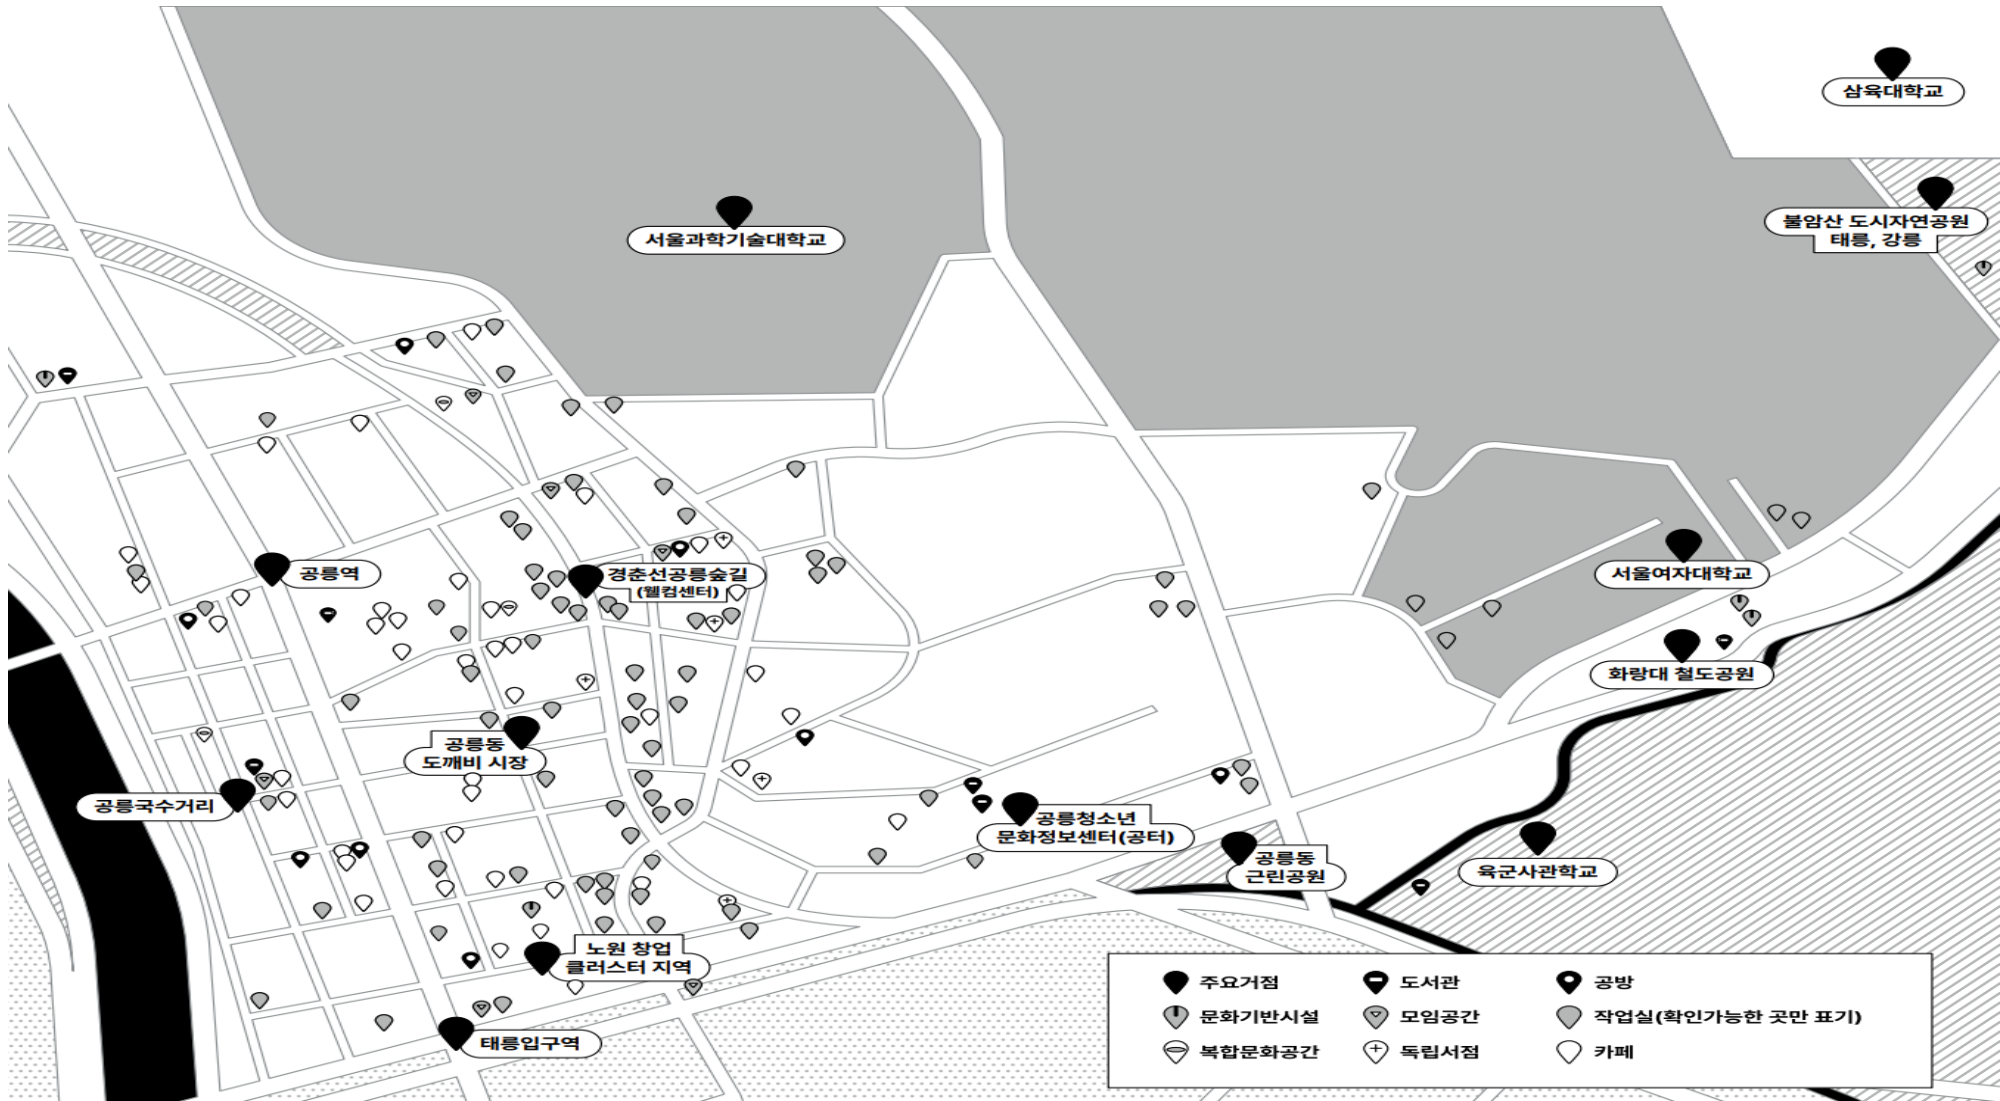 삼육대학교
불암산 도시자연공원
태릉, 강릉
서울과학기술대학교
공릉역
경춘선공릉숲길
(웰컴센터)
서울여자대학교
화랑대 철도공원
공릉동
도깨비 시장
공릉국수거리
공릉청소년
문화정보센터(공터)
공릉동
근린공원
육군사관학교
노원 창업
클러스터 지역
태릉입구역
주요거점
도서관
공방
문화기반시설
모임공간
작업실(확인가능한 곳만 표기)
복합문화공간
독립서점
카페